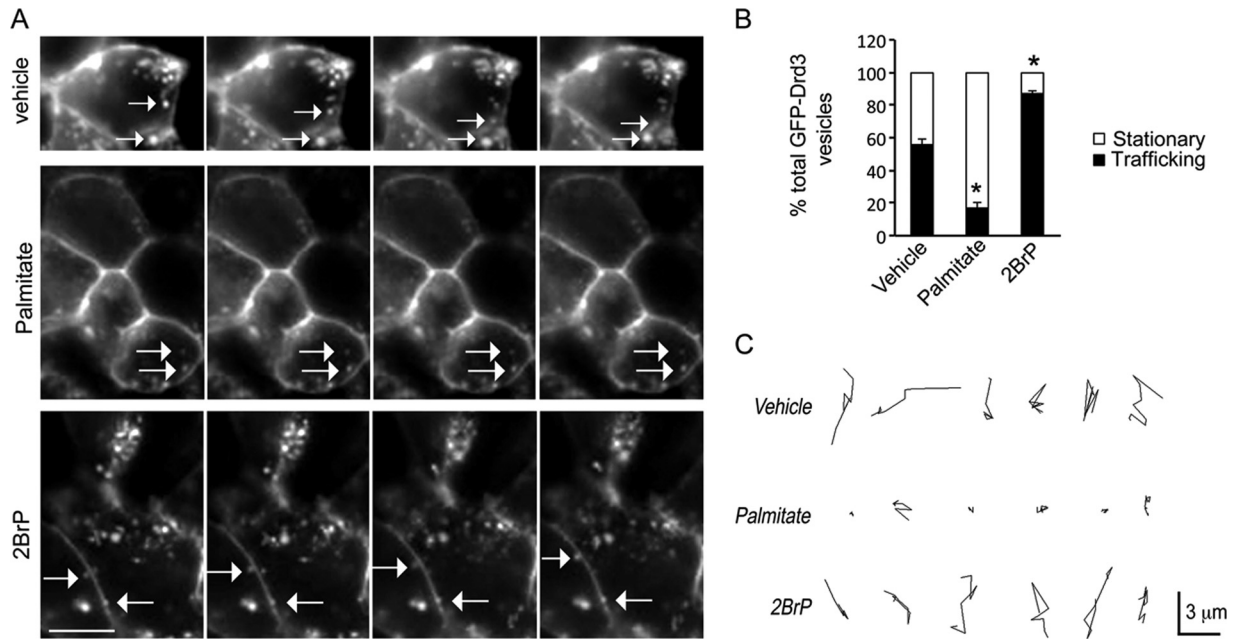 A
vehicle
Palmitate
2BrP
B
% total GFP-Drd3
vesicles
120
100
80
60
40
20
0
*
*
Vehicle
Palmitate
2BrP
Stationary
Trafficking
C
Vehicle
Palmitate
2BrP
3 μm